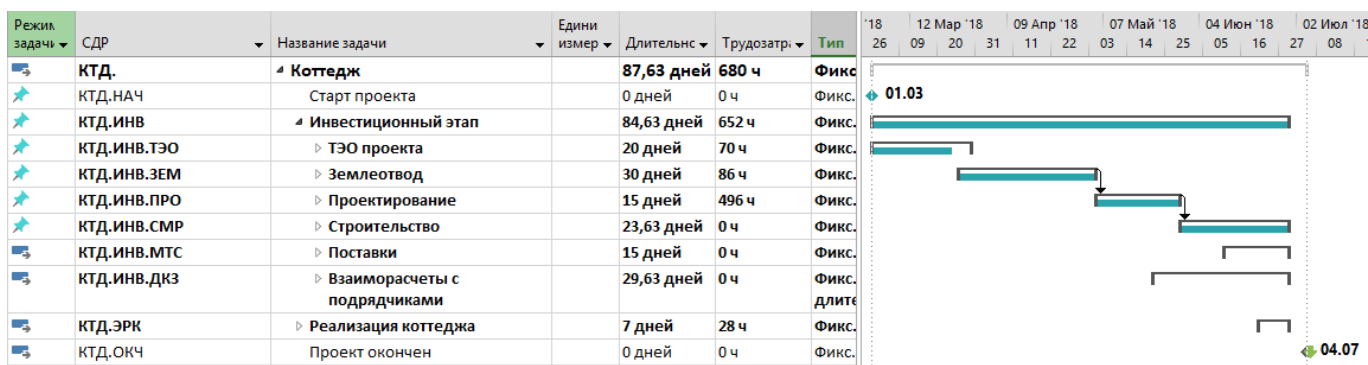 Режим задачи СДР Название задачи Едини измер Длительнс Трудозатр Тип
'18 12 Мар '18 09 Апр '18 07 Май '18 04 Июн '18 02 Июл '18
26 09 20 31 11 22 03 14 25 05 16 27 08
КТД. Коттедж 87,63 дней 680 ч Фикс
КТД.НАЧ Старт проекта 0 дней 0 ч Фикс. 01.03
КТД.ИНВ Инвестиционный этап 84,63 дней 652 ч Фикс.
КТД.ИНВ.ТЭО ТЭО проекта 20 дней 70 ч Фикс.
КТД.ИНВ.ЗЕМ Землеотвод 30 дней 86 ч Фикс.
КТД.ИНВ.ПРО Проектирование 15 дней 496 ч Фикс.
КТД.ИНВ.СМР Строительство 23,63 дней 0 ч Фикс.
КТД.ИНВ.МТС Поставки 15 дней 0 ч Фикс.
КТД.ИНВ.ДКЗ Взаиморасчеты с 29,63 дней 0 ч Фикс.
подрядчиками длите
КТД.ЭРК Реализация коттеджа 7 дней 28 ч Фикс.
КТД.ОКЧ Проект окончен 0 дней 0 ч Фикс. 04.07